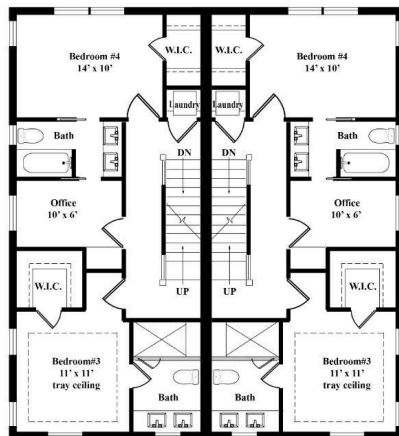 W.I.C.
W.I.C.
Bedroom #4
14' x 10'
Bedroom #4
14' x 10'
Laundry
Laundry
Bath
Bath
DN
DN
Office
10' x 6'
Office
10' x 6'
UP
UP
W.I.C.
W.I.C.
Bedroom#3
11' x 11'
tray ceiling
Bedroom#3
11' x 11'
tray ceiling
Bath
Bath